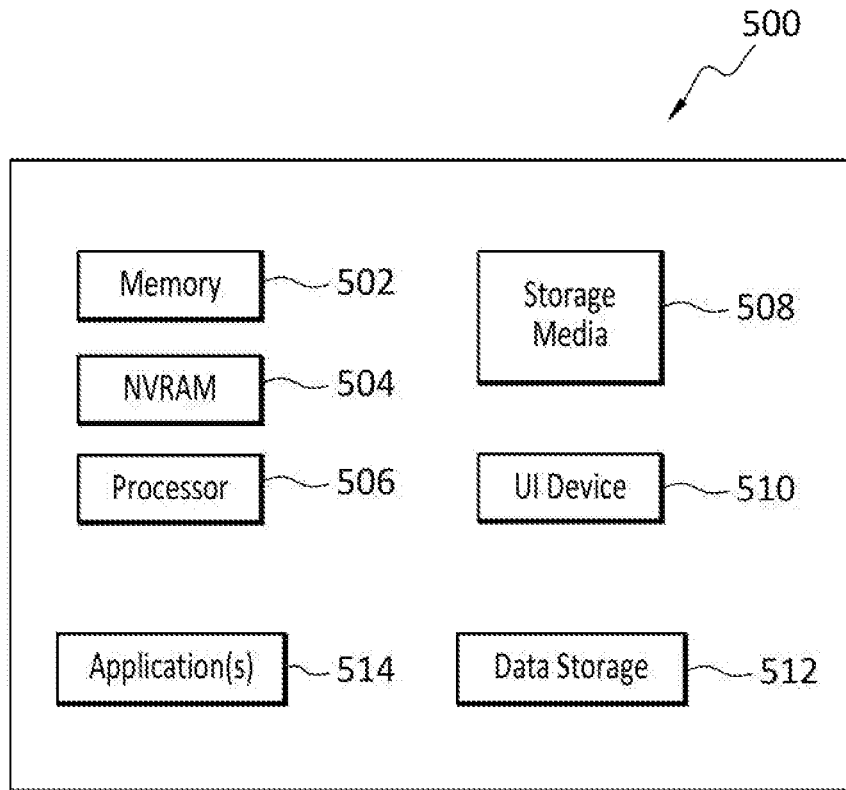 500
Memory
502
Storage
Media
508
NVRAM
504
Processor
506
UI Device
510
Application(s)
514
Data Storage
512